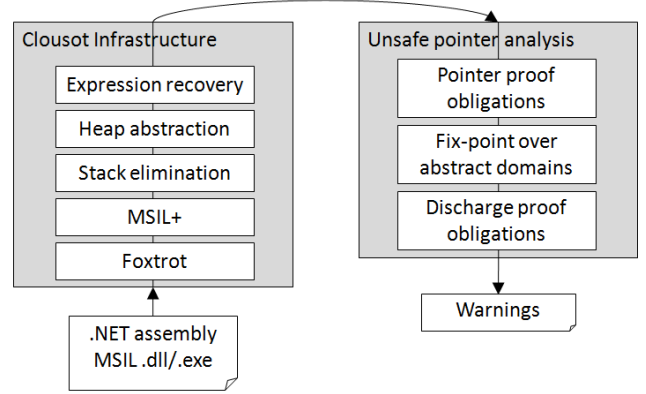 Clousot Infrastructure
Expression recovery
Heap abstraction
Stack elimination
MSIL+
Foxtrot
.NET assembly
MSIL .dll/.exe
Unsafe pointer analysis
Pointer proof
obligations
Fix-point over
abstract domains
Discharge proof
obligations
Warnings